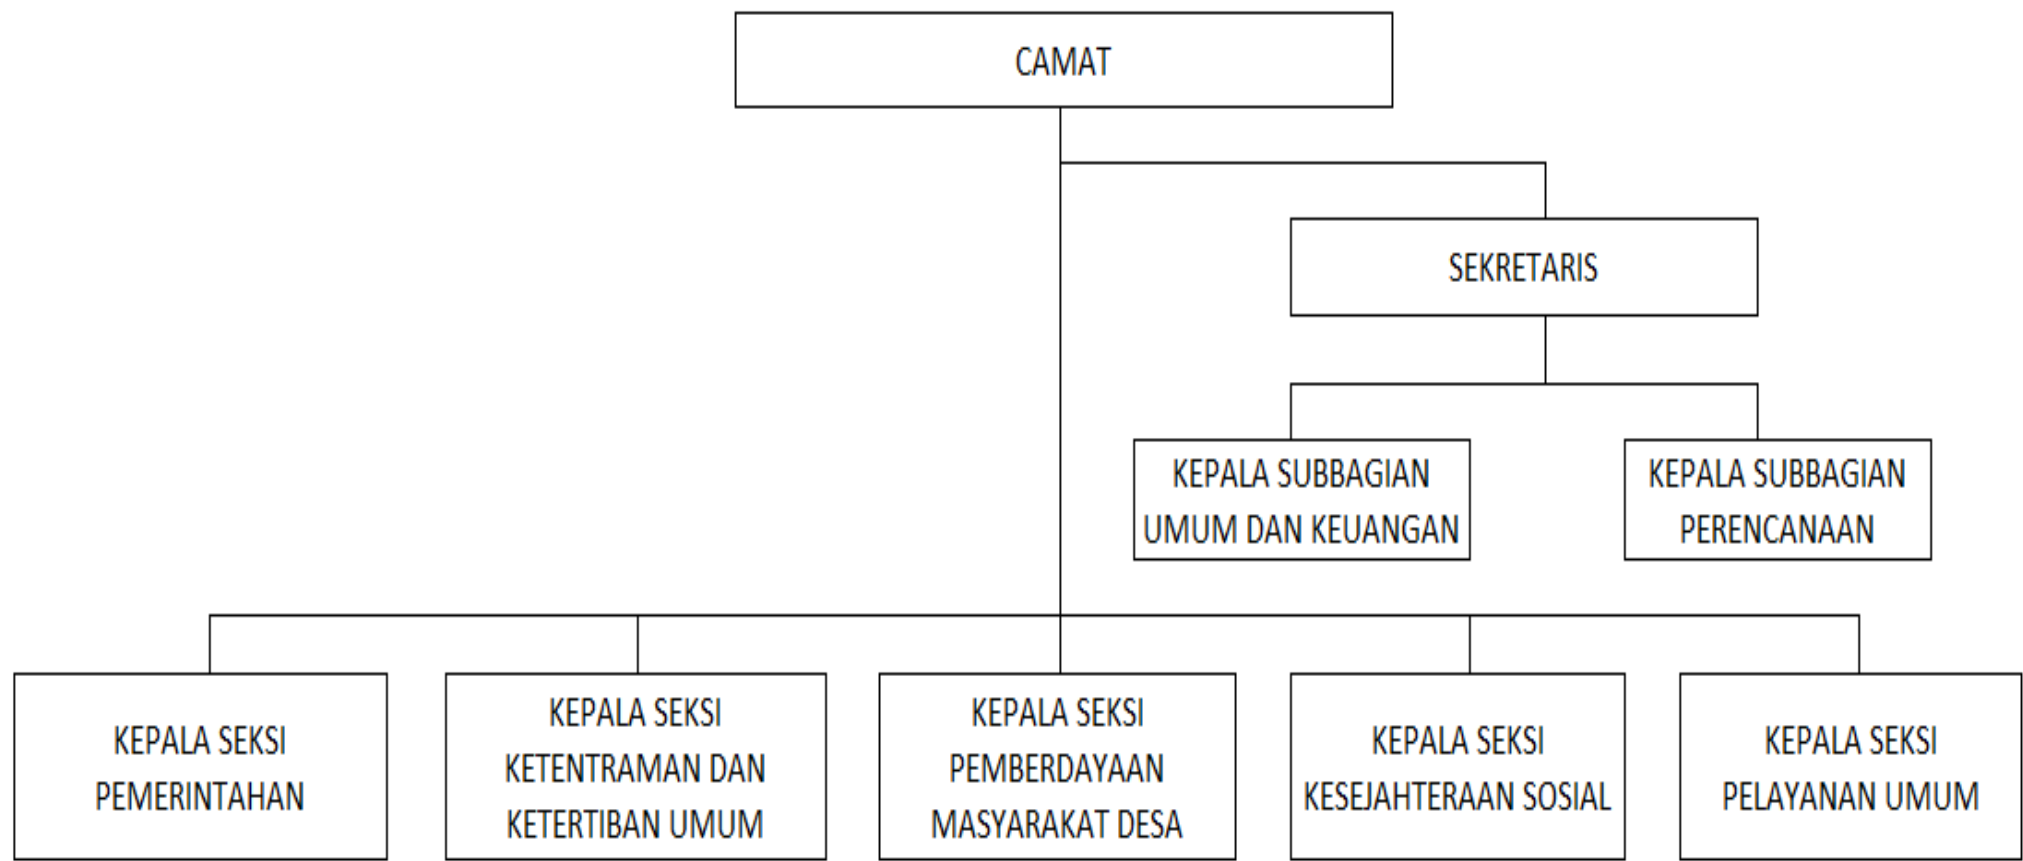 CAMAT
SEKRETARIS
KEPALA SUBBAGIAN
UMUM DAN KEUANGAN
KEPALA SUBBAGIAN
PERENCANAAN
KEPALA SEKSI
PEMERINTAHAN
KEPALA SEKSI
KETENTRAMAN DAN
KETERTIBAN UMUM
KEPALA SEKSI
PEMBERDAYAAN
MASYARAKAT DESA
KEPALA SEKSI
KESEJAHTERAAN SOSIAL
KEPALA SEKSI
PELAYANAN UMUM